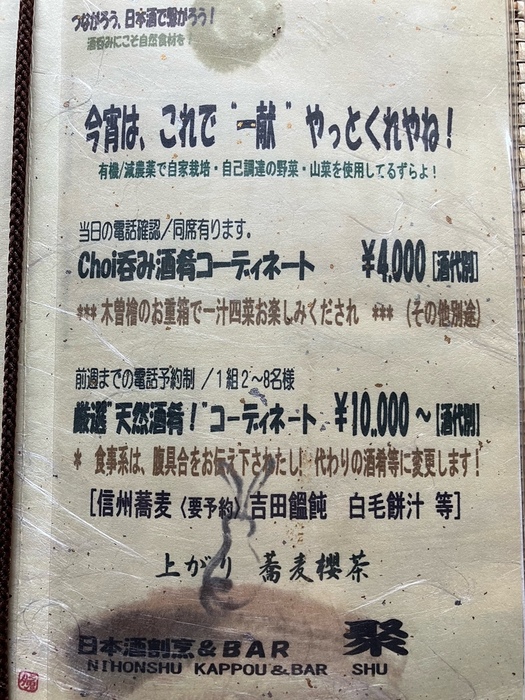 つながろう、日本酒で繋がろう！
酒呑みにこそ自然食材を！
今宵は、これで〝一献〟やっとくれやね！
有機/減農薬で自家栽培・自己調達の野菜・山菜を使用してるずらよ！
当日の電話確認／同席有ります。
Choi呑み酒肴コーディネート ￥4,000 [酒代別]
*** 木曽檜のお重箱で一汁四菜お楽しみくだされ *** （その他別途）
前週までの電話予約制 ／1組2～8名様
厳選〝天然酒肴！〟コーディネート ￥10,000～[酒代別]
* 食事系は、腹具合をお伝え下されたし！ 代わりの酒肴等に変更します！
[信州蕎麦〈要予約〉吉田饂飩 白毛餅汁 等]
上がり 蕎麦櫻茶
日本酒割烹&BAR 聚
NIHONSHU KAPPOU&BAR SHU